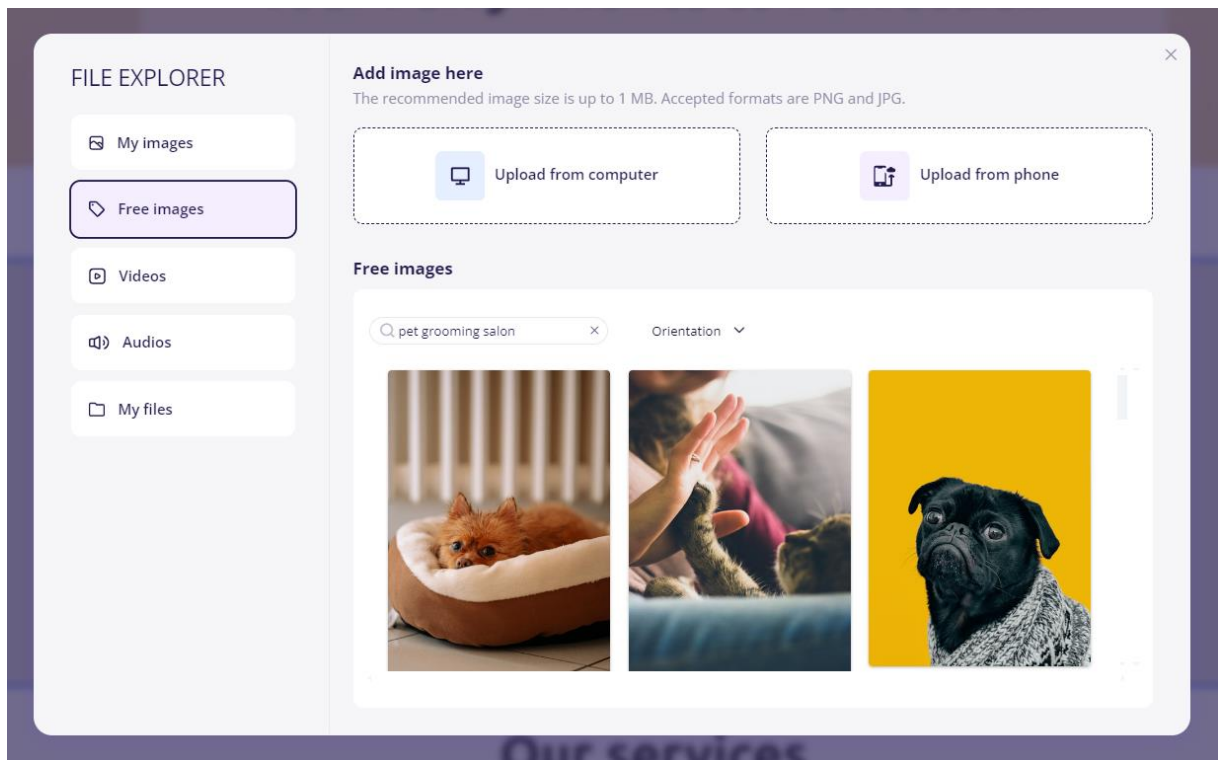 FILE EXPLORER
My images
Free images
Videos
Audios
My files
Add image here
The recommended image size is up to 1 MB. Accepted formats are PNG and JPG.
Upload from computer
Upload from phone
Free images
pet grooming salon
Orientation
Our services